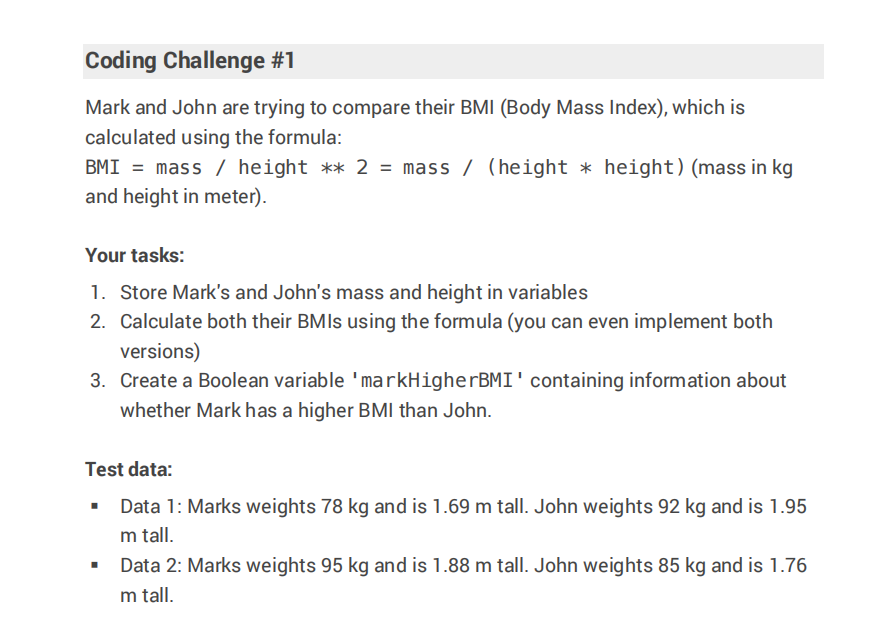 Coding Challenge #1
Mark and John are trying to compare their BMI (Body Mass Index), which is
calculated using the formula:
BMI = mass / height ** 2 = mass / (height * height) (mass in kg
and height in meter).
Your tasks:
1. Store Mark's and John's mass and height in variables
2. Calculate both their BMIs using the formula (you can even implement both
versions)
3. Create a Boolean variable 'markHigherBMI' containing information about
whether Mark has a higher BMI than John.
Test data:
▪ Data 1: Marks weights 78 kg and is 1.69 m tall. John weights 92 kg and is 1.95
m tall.
▪ Data 2: Marks weights 95 kg and is 1.88 m tall. John weights 85 kg and is 1.76
m tall.